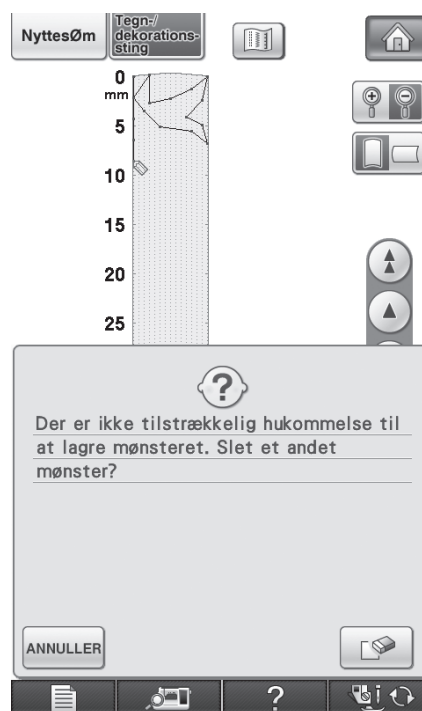 NyttesØm
Tegn-/
dekorations-
sting
0
mm
5
10
15
20
25
?
Der er ikke tilstrækkelig hukommelse til
at lagre mønsteret. Slet et andet
mønster?
ANNULLER
?